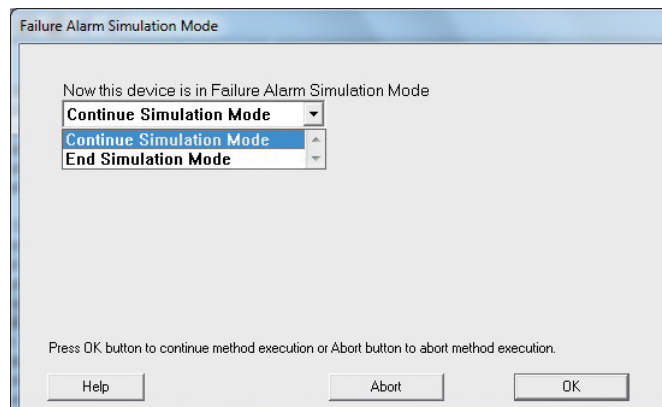 Failure Alarm Simulation Mode
Now this device is in Failure Alarm Simulation Mode
Continue Simulation Mode
Continue Simulation Mode
End Simulation Mode
Press OK button to continue method execution or Abort button to abort method execution.
Help Abort OK